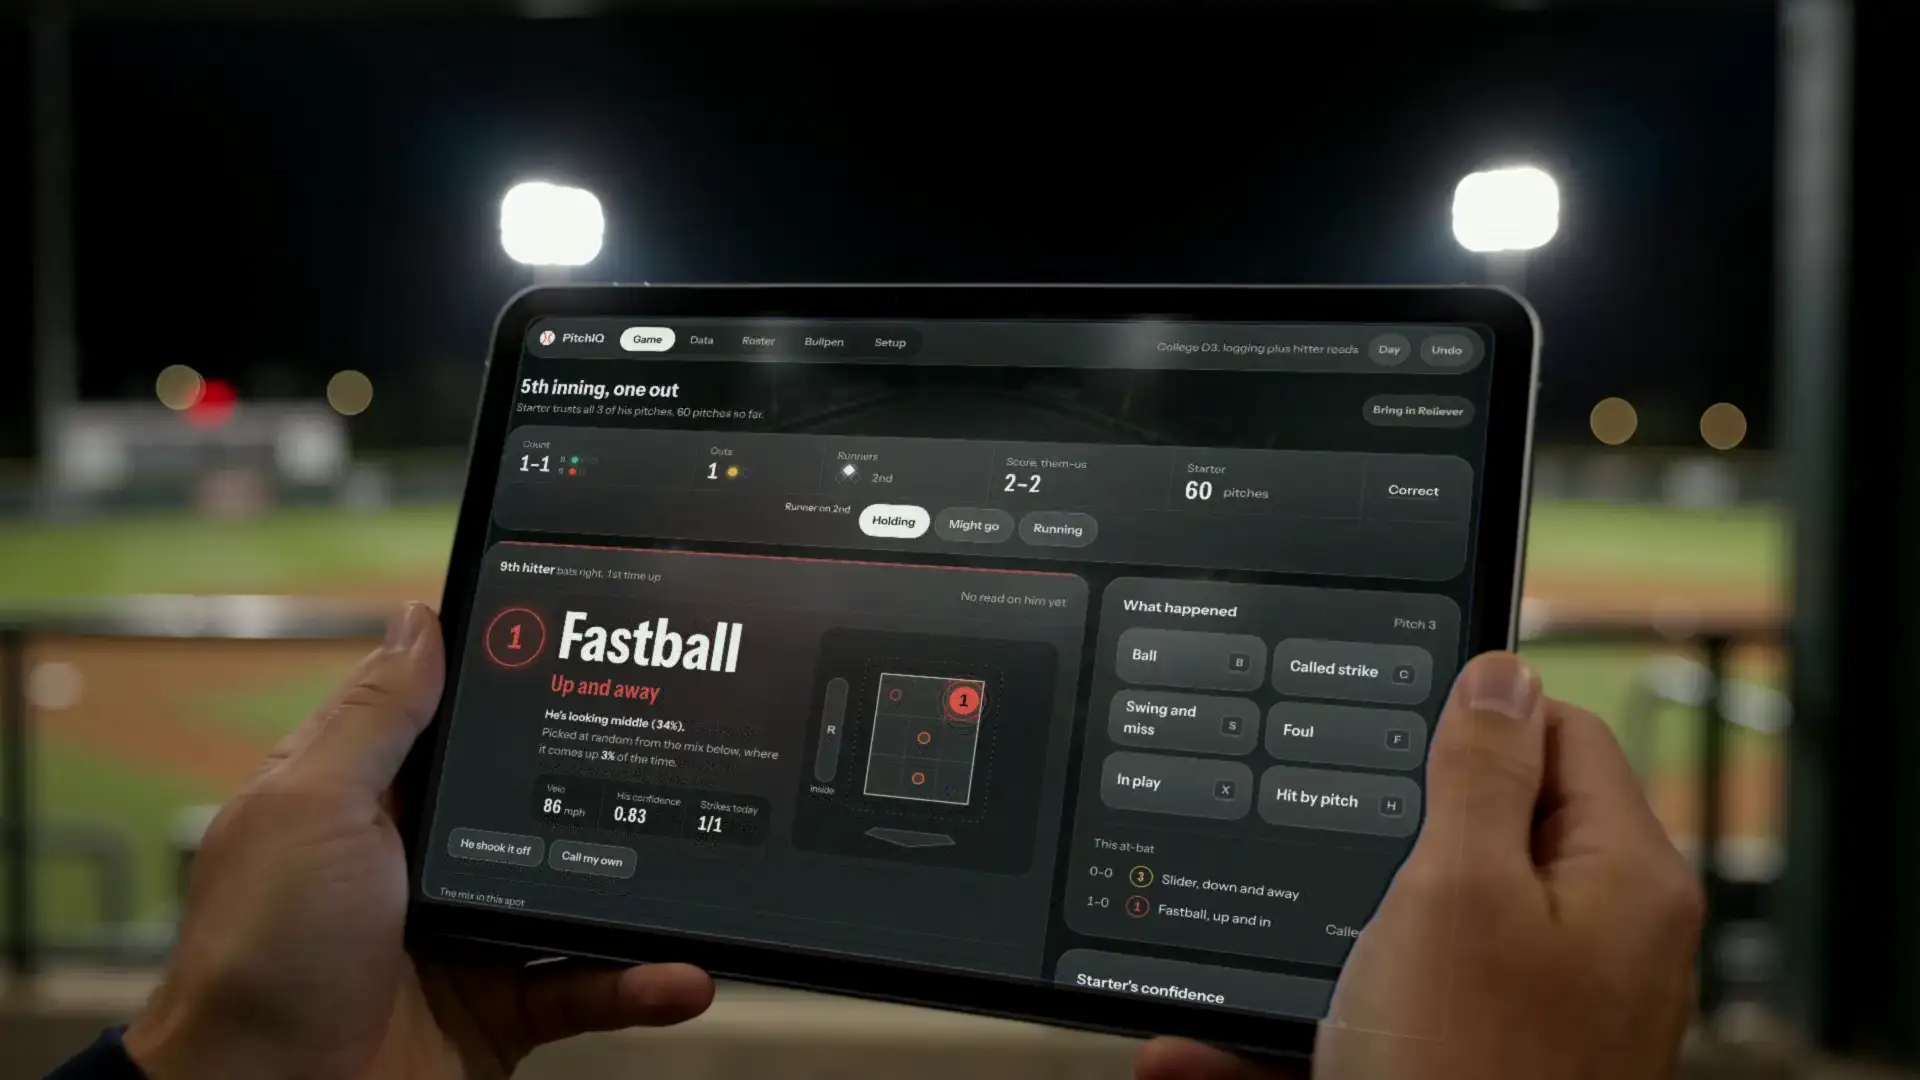 PitchIQ
Game
Data
Roster
Bullpen
Setup
College D3, logging plus hitter reads
Day
Undo
5th inning, one out
Starter trusts all 3 of his pitches, 60 pitches so far.
Bring in Reliever
Count
1-1
B
S
Outs
1
Runners
2nd
Score, them-us
2-2
Starter
60 pitches
Correct
Runner on 2nd
Holding
Might go
Running
9th hitter bats right, 1st time up
No read on him yet
1
Fastball
Up and away
He's looking middle (34%).
Picked at random from the mix below, where
it comes up 3% of the time.
Velo
86 mph
His confidence
0.83
Strikes today
1/1
He shook it off
Call my own
The mix in this spot
R
Inside
1
What happened
Pitch 3
Ball B
Called strike C
Swing and
miss S
Foul F
In play X
Hit by pitch H
This at-bat
0-0 3 Slider, down and away
1-0 1 Fastball, up and in
Calle
Starter's confidence